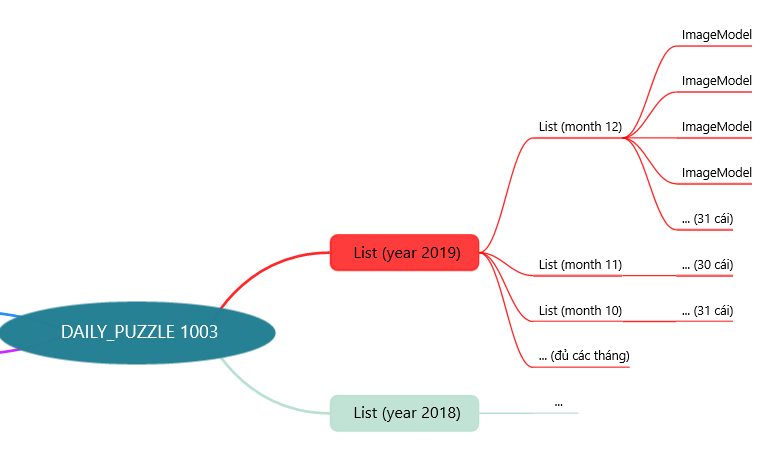 ImageModel
ImageModel
List (month 12)
ImageModel
ImageModel
... (31 cái)
List (year 2019)
List (month 11)
... (30 cái)
List (month 10)
... (31 cái)
DAILY_PUZZLE 1003
... (đủ các tháng)
List (year 2018)
...